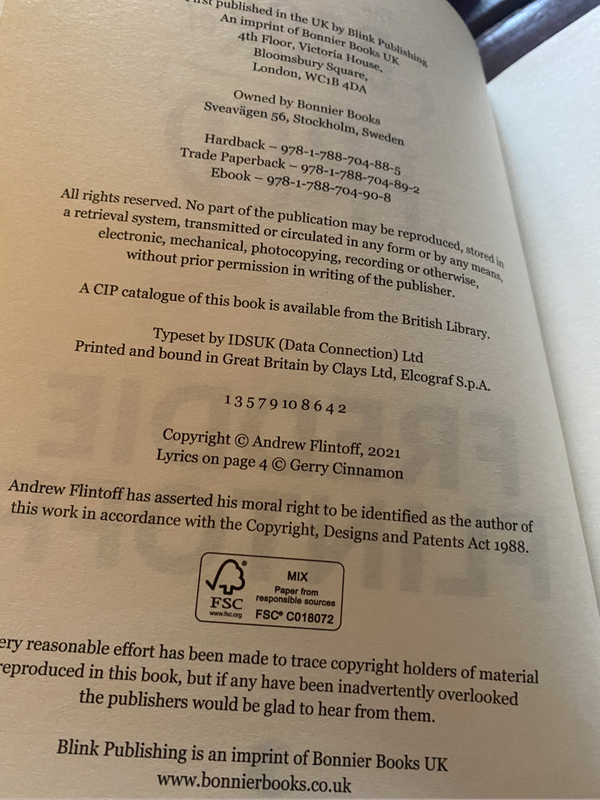 First published in the UK by Blink Publishing
An imprint of Bonnier Books UK
4th Floor, Victoria House,
Bloomsbury Square,
London, WC1B 4DA
Owned by Bonnier Books
Sveavägen 56, Stockholm, Sweden
Hardback – 978-1-788-704-88-5
Trade Paperback – 978-1-788-704-89-2
Ebook – 978-1-788-704-90-8
All rights reserved. No part of the publication may be reproduced, stored in
a retrieval system, transmitted or circulated in any form or by any means,
electronic, mechanical, photocopying, recording or otherwise,
without prior permission in writing of the publisher.
A CIP catalogue of this book is available from the British Library.
Typeset by IDSUK (Data Connection) Ltd
Printed and bound in Great Britain by Clays Ltd, Elcograf S.p.A.
1 3 5 7 9 10 8 6 4 2
Copyright © Andrew Flintoff, 2021
Lyrics on page 4 © Gerry Cinnamon
Andrew Flintoff has asserted his moral right to be identified as the author of
this work in accordance with the Copyright, Designs and Patents Act 1988.
MIX
Paper from
responsible sources
FSC® C018072
FSC
www.fsc.org
ery reasonable effort has been made to trace copyright holders of material
reproduced in this book, but if any have been inadvertently overlooked
the publishers would be glad to hear from them.
Blink Publishing is an imprint of Bonnier Books UK
www.bonnierbooks.co.uk